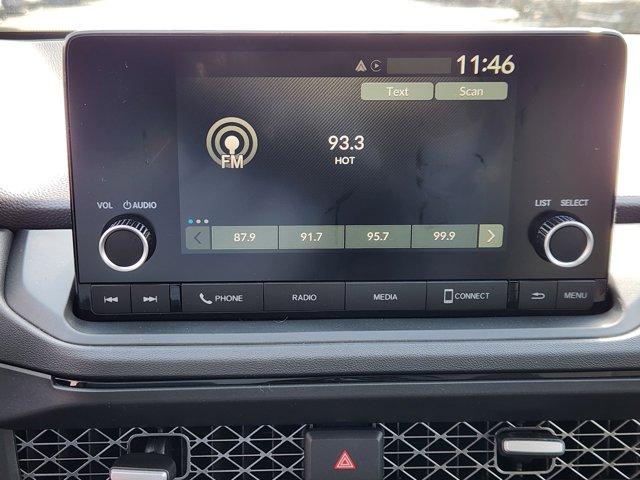 11:46
Text Scan
93.3
FM
HOT
VOL AUDIO LIST SELECT
87.9 91.7 95.7 99.9
PHONE RADIO MEDIA CONNECT MENU